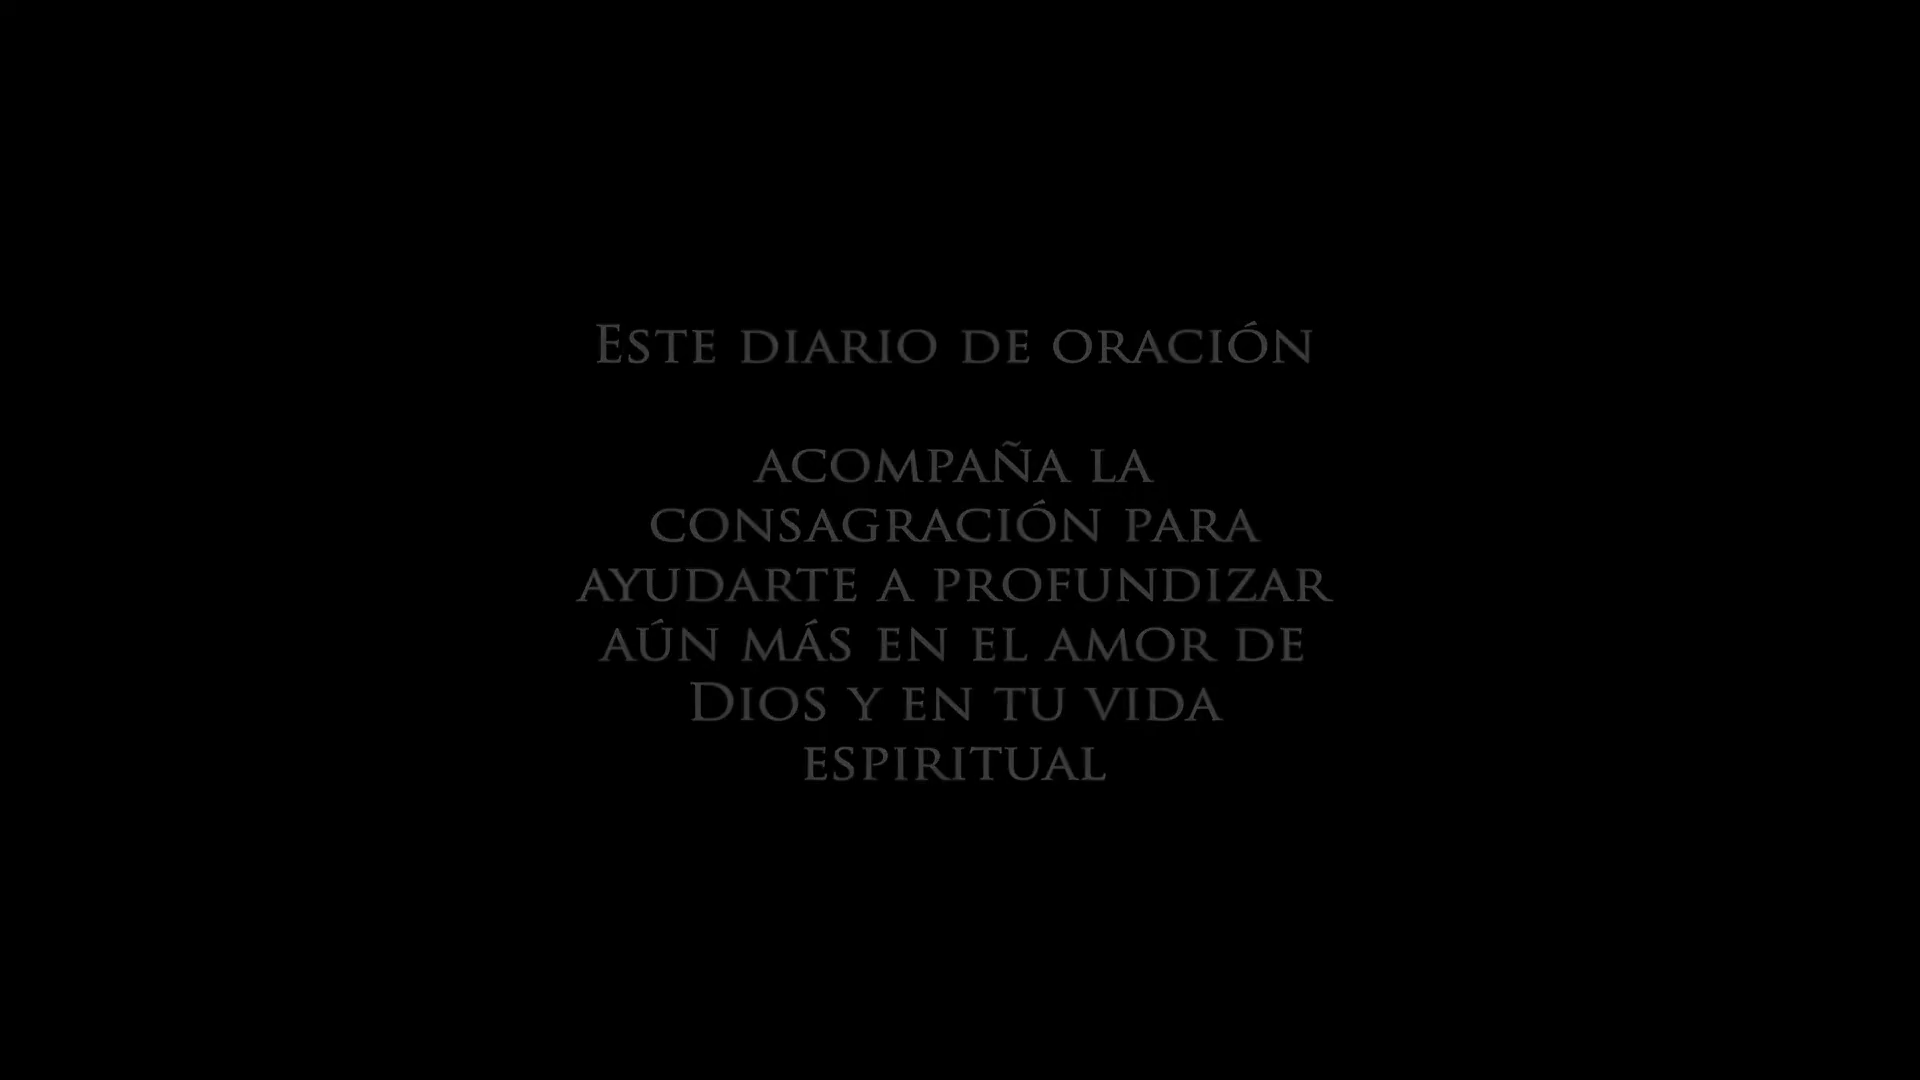 Este diario de oración
acompaña la
consagración para
ayudarte a profundizar
aún más en el amor de
Dios y en tu vida
espiritual